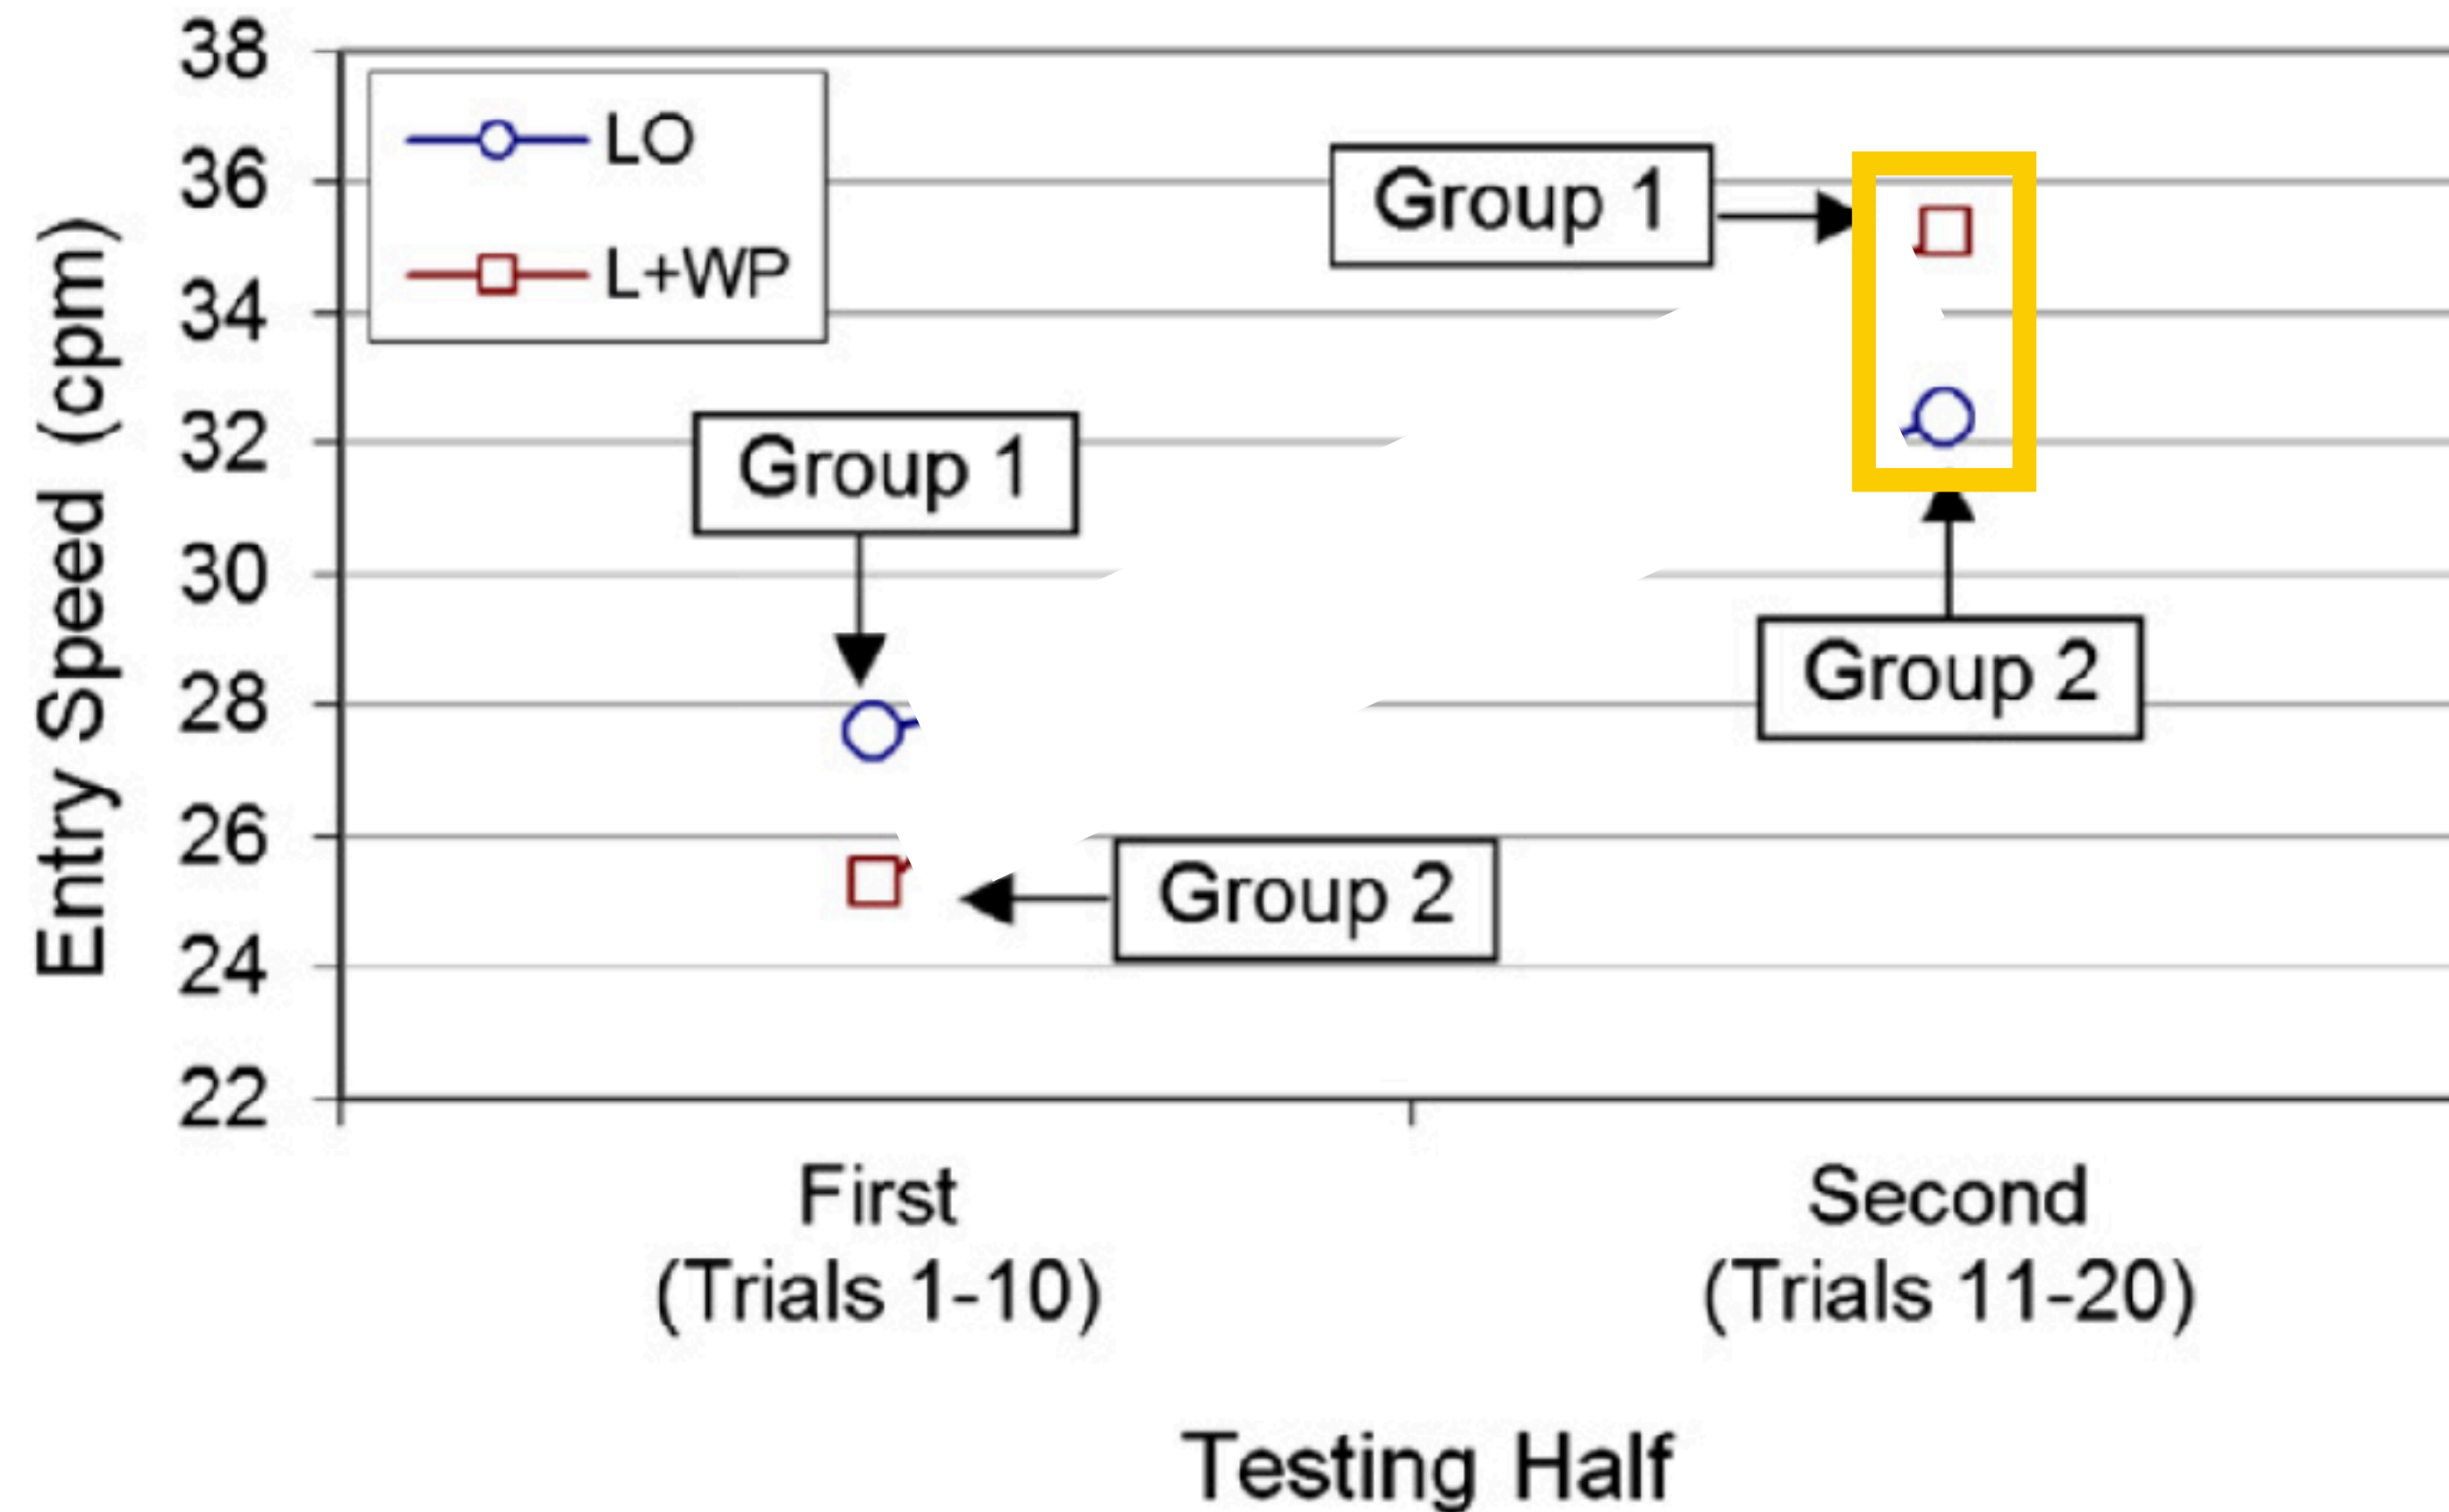 Entry Speed (cpm)
38
36
34
32
30
28
26
24
22
LO
L+WP
Group 1
Group 1
Group 2
Group 2
First
(Trials 1-10)
Second
(Trials 11-20)
Testing Half